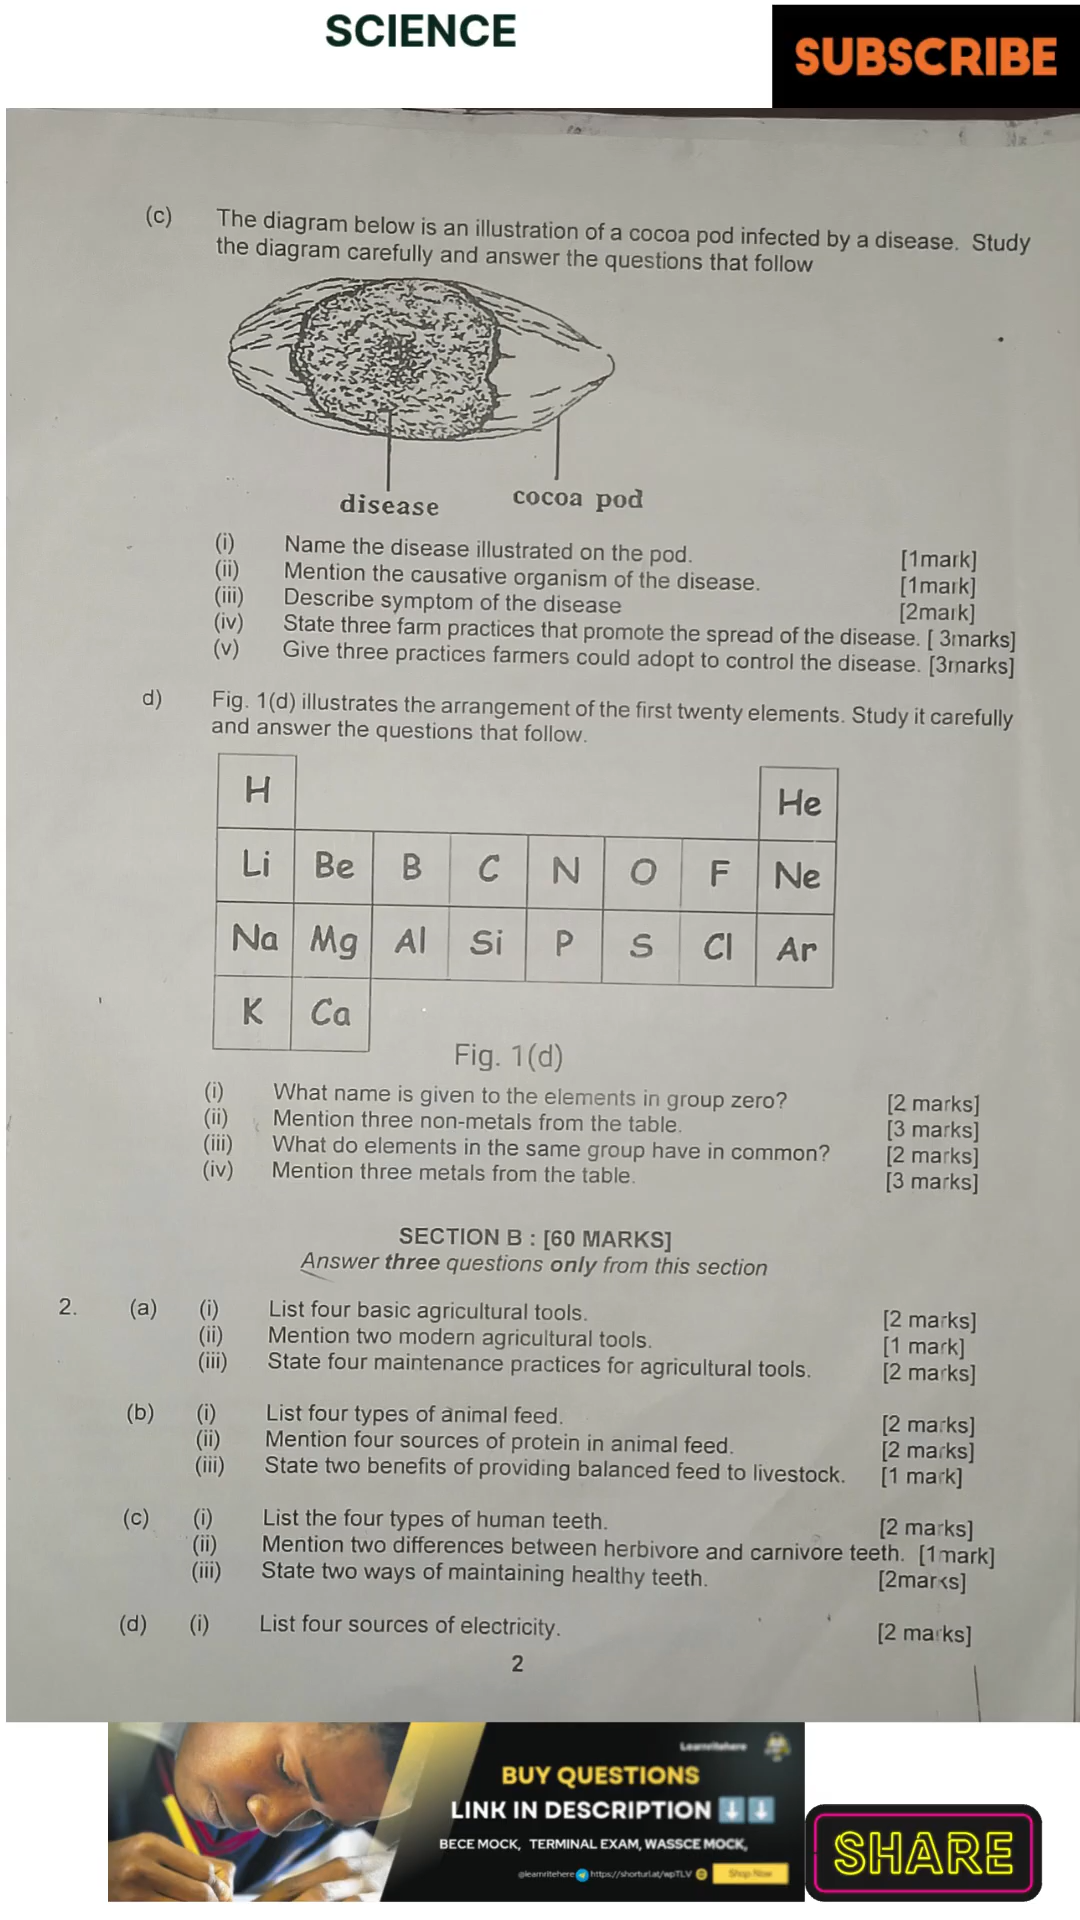 SCIENCE
SUBSCRIBE
(c) The diagram below is an illustration of a cocoa pod infected by a disease. Study
the diagram carefully and answer the questions that follow
disease
cocoa pod
(i) Name the disease illustrated on the pod. [1mark]
(ii) Mention the causative organism of the disease. [1mark]
(iii) Describe symptom of the disease [2mark]
(iv) State three farm practices that promote the spread of the disease. [ 3marks]
(v) Give three practices farmers could adopt to control the disease. [3marks]
d) Fig. 1(d) illustrates the arrangement of the first twenty elements. Study it carefully
and answer the questions that follow.
H He
Li Be B C N O F Ne
Na Mg Al Si P S Cl Ar
K Ca
Fig. 1(d)
(i) What name is given to the elements in group zero? [2 marks]
(ii) Mention three non-metals from the table. [3 marks]
(iii) What do elements in the same group have in common? [2 marks]
(iv) Mention three metals from the table. [3 marks]
SECTION B : [60 MARKS]
Answer three questions only from this section
2. (a) (i) List four basic agricultural tools. [2 marks]
(ii) Mention two modern agricultural tools. [1 mark]
(iii) State four maintenance practices for agricultural tools. [2 marks]
(b) (i) List four types of animal feed. [2 marks]
(ii) Mention four sources of protein in animal feed. [2 marks]
(iii) State two benefits of providing balanced feed to livestock. [1 mark]
(c) (i) List the four types of human teeth. [2 marks]
(ii) Mention two differences between herbivore and carnivore teeth. [1mark]
(iii) State two ways of maintaining healthy teeth. [2marks]
(d) (i) List four sources of electricity. [2 marks]
2
Learnritehere
BUY QUESTIONS
LINK IN DESCRIPTION
BECE MOCK, TERMINAL EXAM, WASSCE MOCK,
@learnritehere https://shorturl.at/wpTLV Shop Now
SHARE